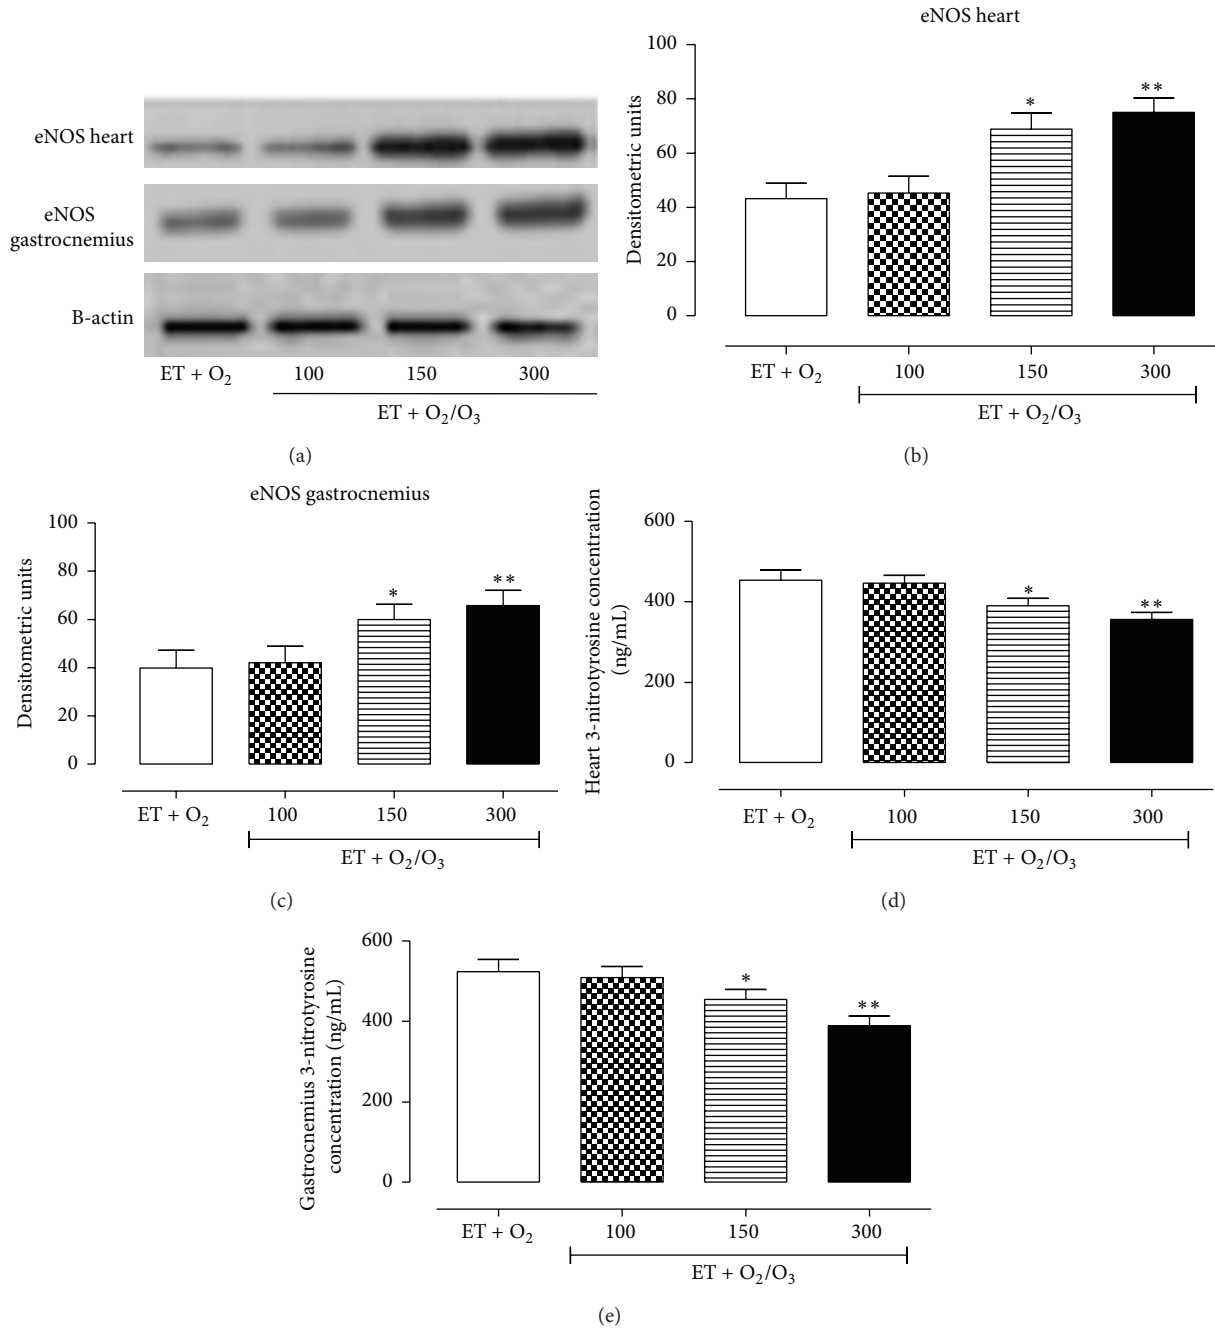 eNOS heart
eNOS
gastrocnemius
B-actin
ET + O₂ 100 150 300
ET + O₂/O₃
(a)
eNOS heart
Densitometric units
100
80
60
40
20
0
*
**
ET + O₂ 100 150 300
ET + O₂/O₃
(b)
eNOS gastrocnemius
Densitometric units
100
80
60
40
20
0
*
**
ET + O₂ 100 150 300
ET + O₂/O₃
(c)
Heart 3-nitrotyrosine concentration
(ng/mL)
600
400
200
0
*
**
ET + O₂ 100 150 300
ET + O₂/O₃
(d)
Gastrocnemius 3-nitrotyrosine
concentration (ng/mL)
600
400
200
0
*
**
ET + O₂ 100 150 300
ET + O₂/O₃
(e)